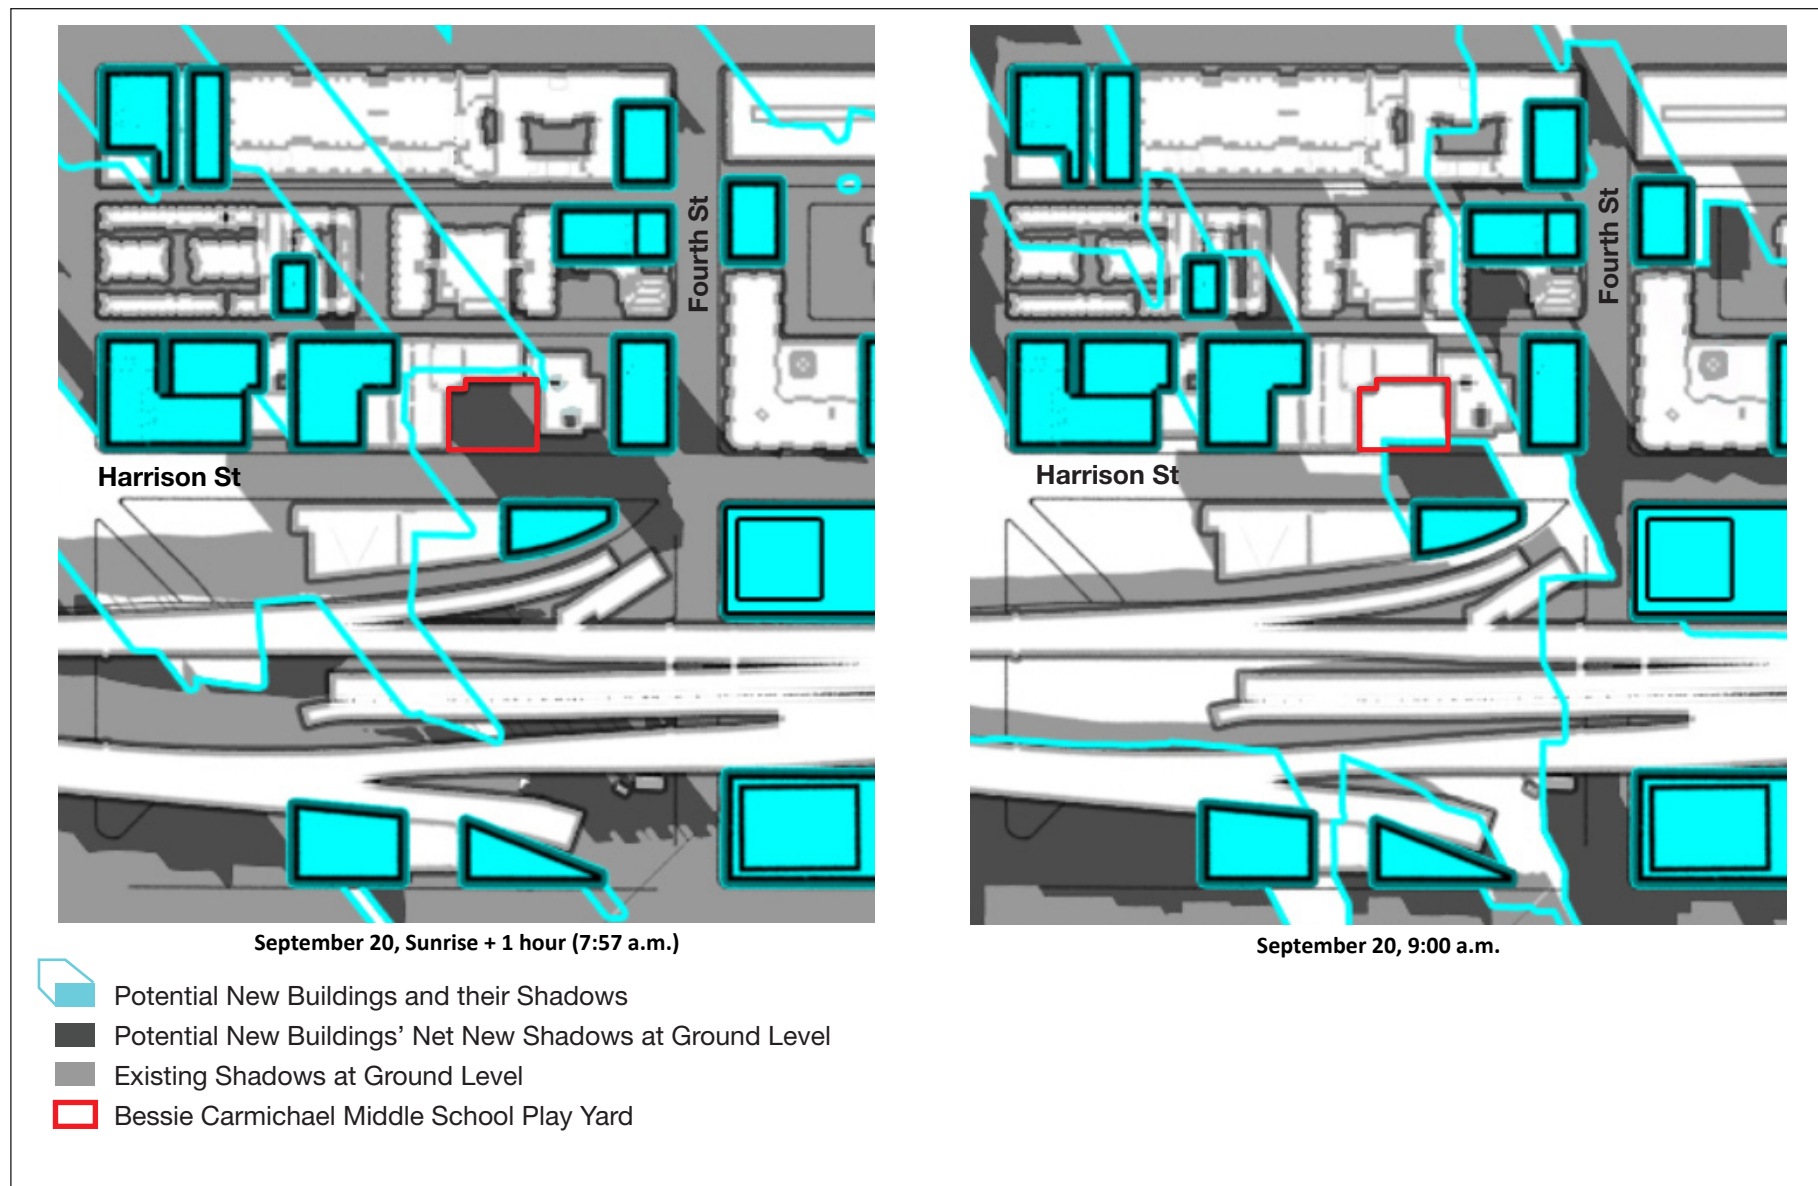 Fourth St
Harrison St
September 20, Sunrise + 1 hour (7:57 a.m.)
Fourth St
Harrison St
September 20, 9:00 a.m.
Potential New Buildings and their Shadows
Potential New Buildings' Net New Shadows at Ground Level
Existing Shadows at Ground Level
Bessie Carmichael Middle School Play Yard